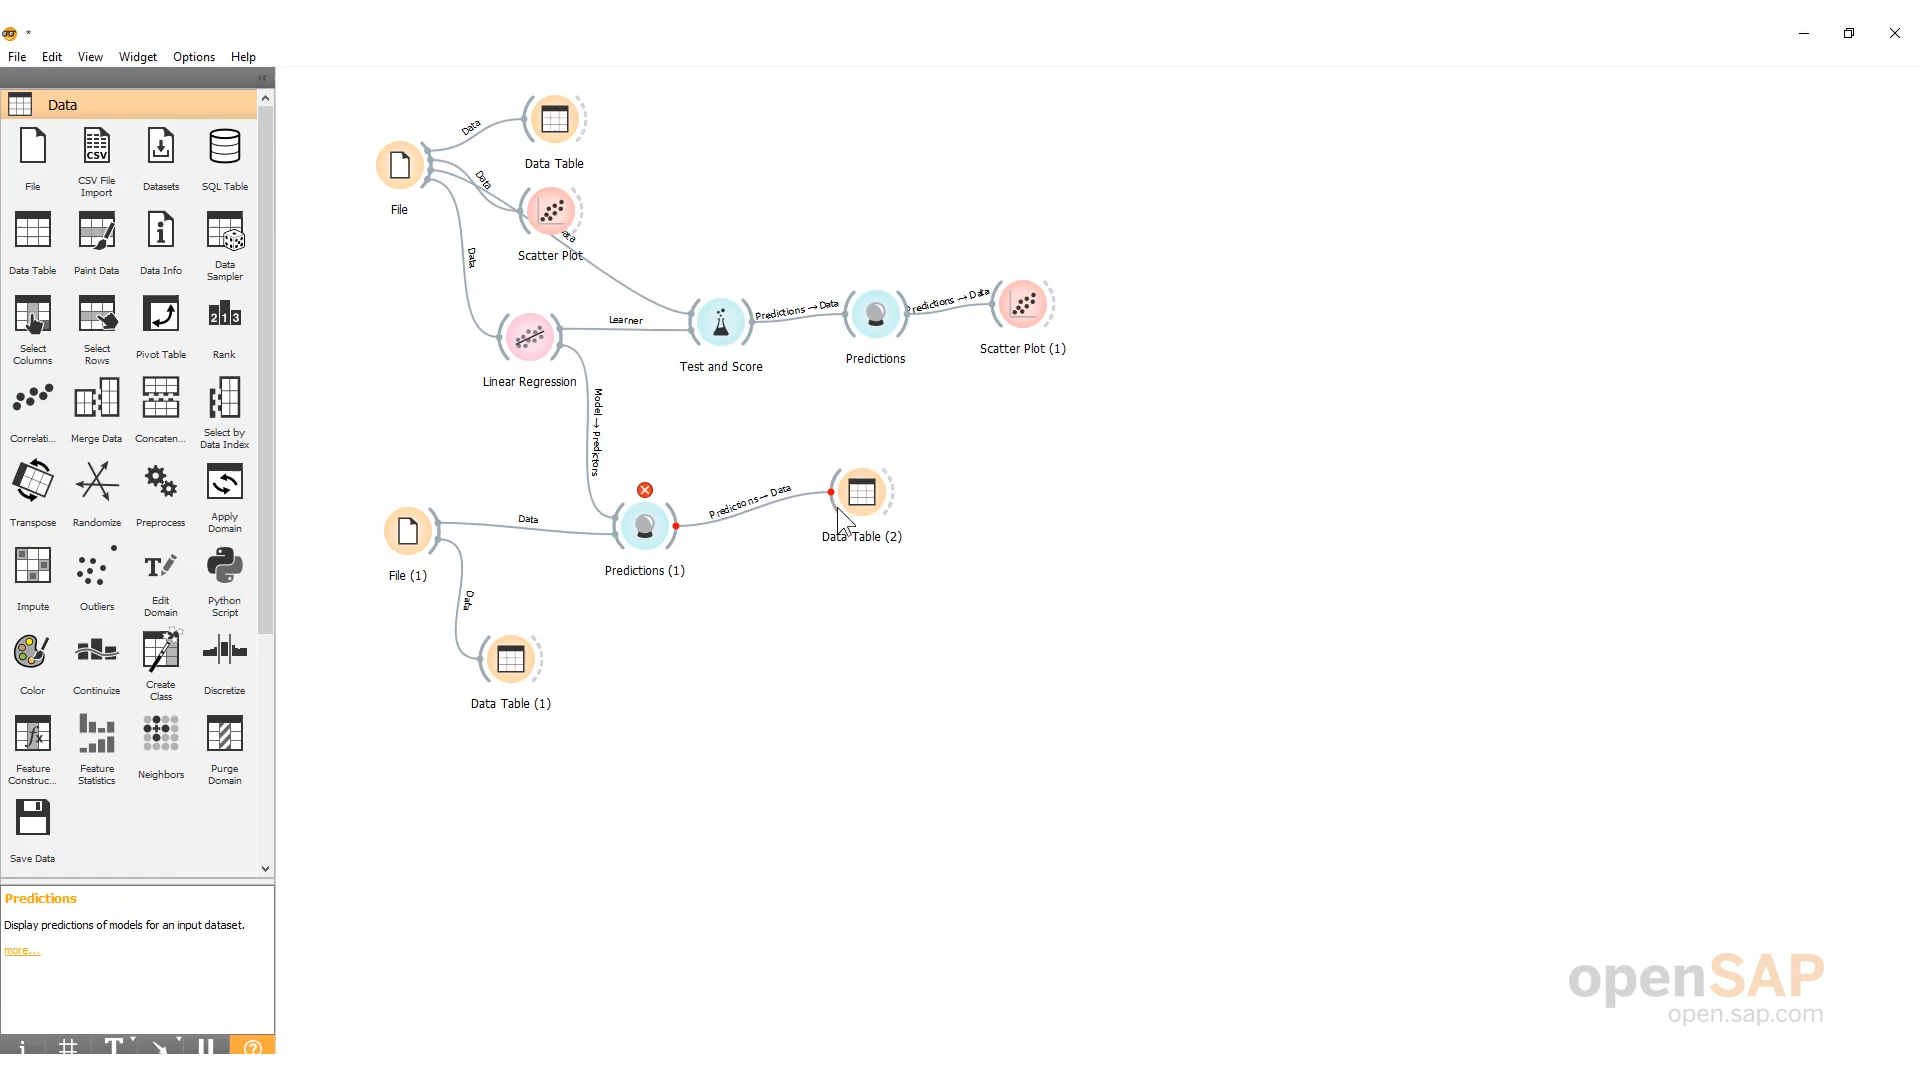 *
File Edit View Widget Options Help
Data
File
CSV File
Import
Datasets
SQL Table
Data Table
Paint Data
Data Info
Data
Sampler
Select
Columns
Select
Rows
Pivot Table
Rank
Correlati...
Merge Data
Concaten...
Select by
Data Index
Transpose
Randomize
Preprocess
Apply
Domain
Impute
Outliers
Edit
Domain
Python
Script
Color
Continuize
Create
Class
Discretize
Feature
Construc...
Feature
Statistics
Neighbors
Purge
Domain
Save Data
Predictions
Display predictions of models for an input dataset.
more...
Data
Data Table
File
Data
Scatter Plot
Data
Learner
Linear Regression
Test and Score
Predictions → Data
Predictions
Predictions → Data
Scatter Plot (1)
Model → Predictors
File (1)
Data
Predictions (1)
Predictions → Data
Data Table (2)
Data
Data Table (1)
openSAP
open.sap.com